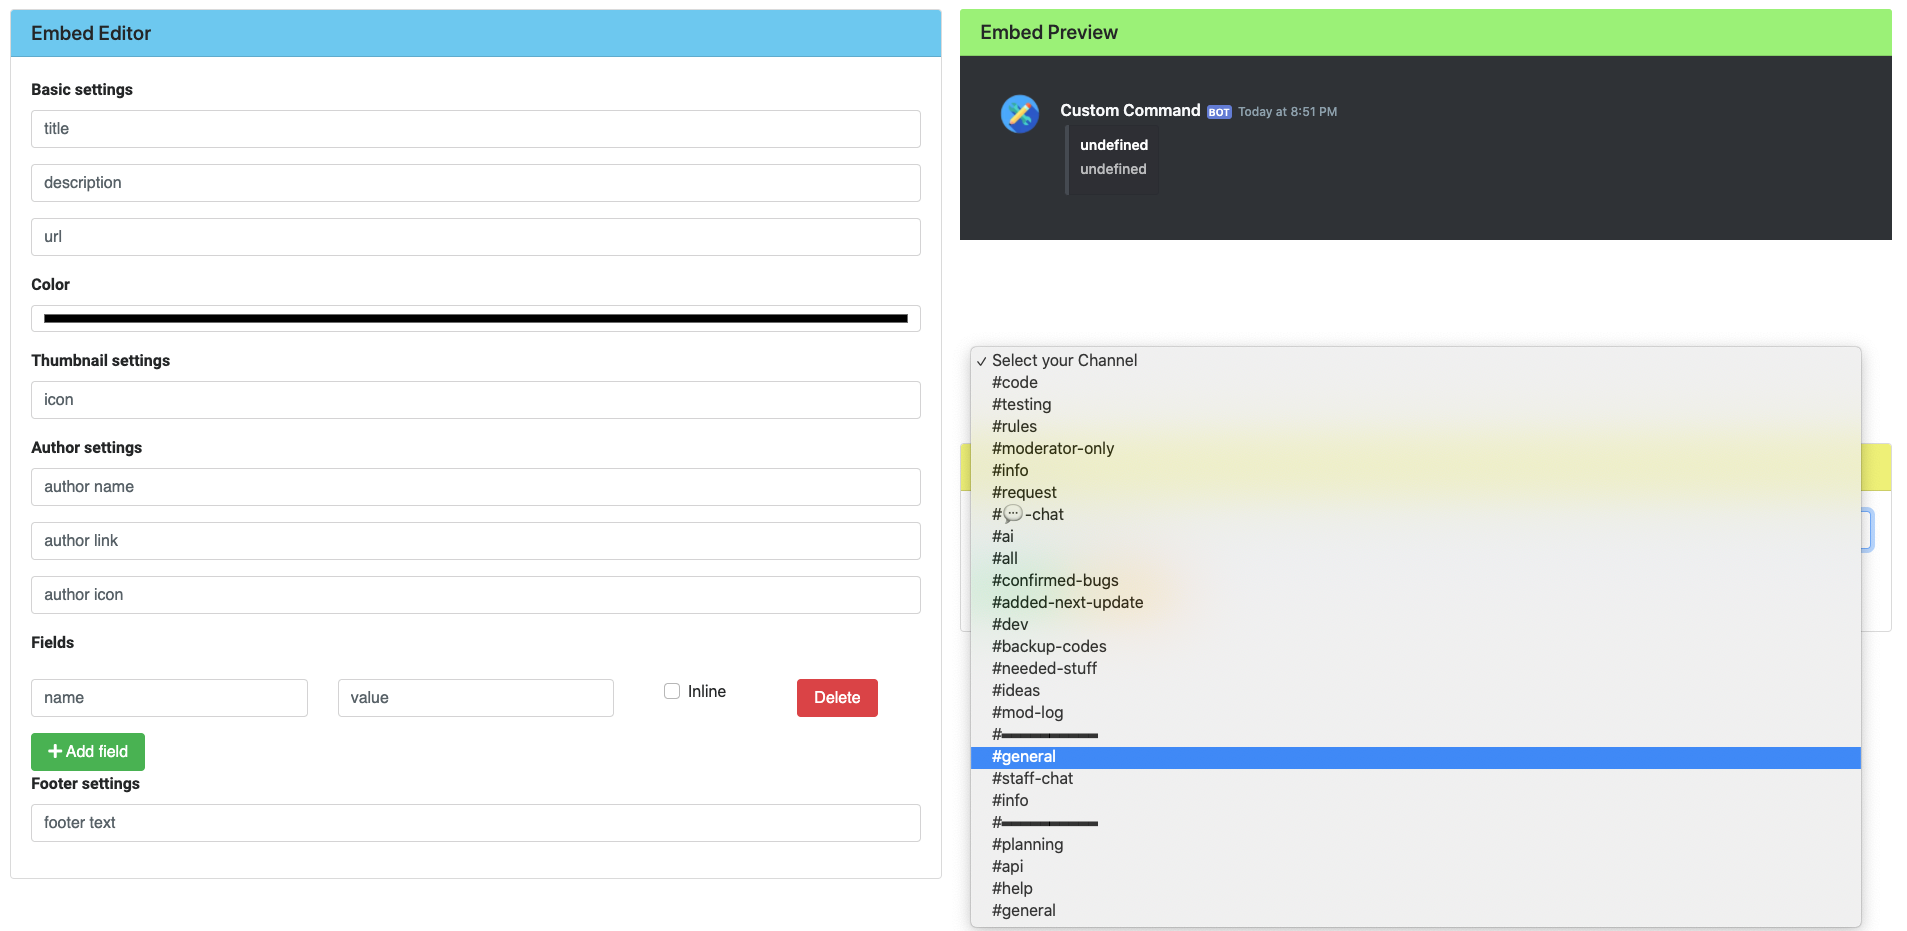 Embed Editor
Basic settings
title
description
url
Color
Thumbnail settings
icon
Author settings
author name
author link
author icon
Fields
name
value
Inline
Delete
Add field
Footer settings
footer text
Embed Preview
Custom Command BOT Today at 8:51 PM
undefined
undefined
✓ Select your Channel
#code
#testing
#rules
#moderator-only
#info
#request
#💬-chat
#ai
#all
#confirmed-bugs
#added-next-update
#dev
#backup-codes
#needed-stuff
#ideas
#mod-log
#▬▬▬▬▬▬▬▬
#general
#staff-chat
#info
#▬▬▬▬▬▬▬▬
#planning
#api
#help
#general